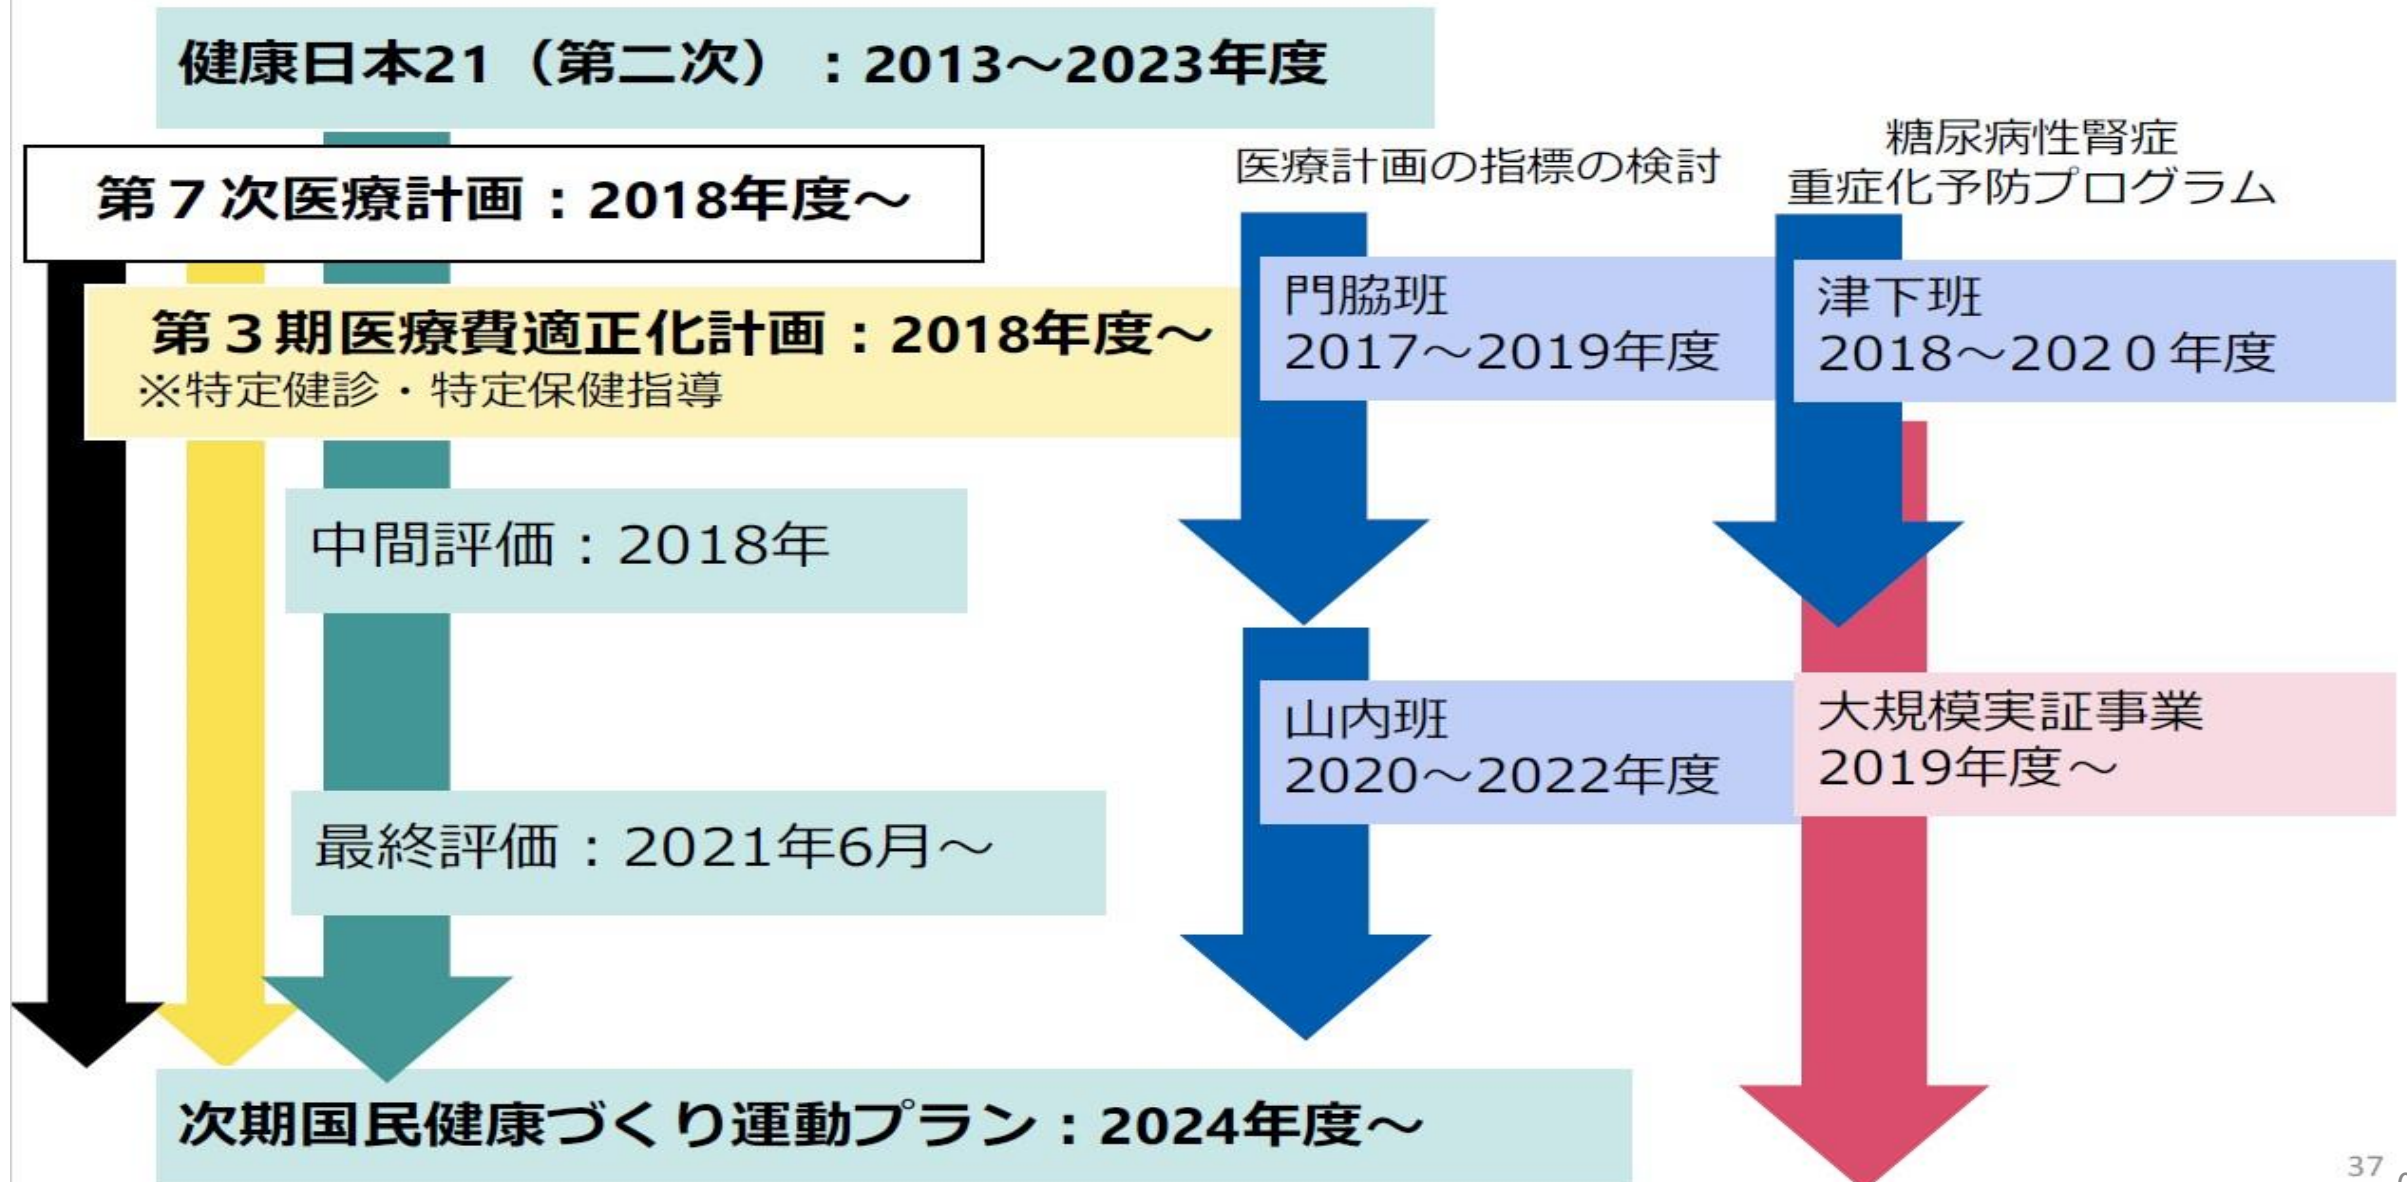 健康日本21（第二次）：2013～2023年度
第７次医療計画：2018年度～
第３期医療費適正化計画：2018年度～
※特定健診・特定保健指導
中間評価：2018年
最終評価：2021年6月～
次期国民健康づくり運動プラン：2024年度～
医療計画の指標の検討
門脇班
2017～2019年度
山内班
2020～2022年度
糖尿病性腎症
重症化予防プログラム
津下班
2018～202０年度
大規模実証事業
2019年度～
37